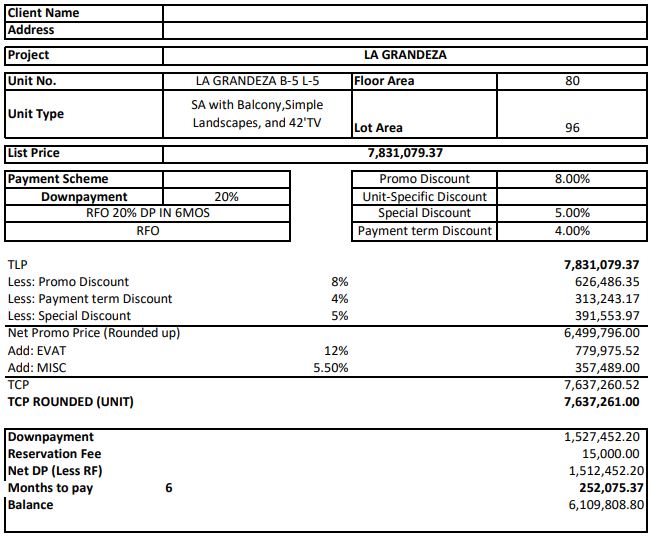 Client Name
Address
Project LA GRANDEZA
Unit No. LA GRANDEZA B-5 L-5 Floor Area 80
Unit Type SA with Balcony,Simple Landscapes, and 42'TV Lot Area 96
List Price 7,831,079.37
Payment Scheme Promo Discount 8.00%
Downpayment 20% Unit-Specific Discount
RFO 20% DP IN 6MOS Special Discount 5.00%
RFO Payment term Discount 4.00%
TLP 7,831,079.37
Less: Promo Discount 8% 626,486.35
Less: Payment term Discount 4% 313,243.17
Less: Special Discount 5% 391,553.97
Net Promo Price (Rounded up) 6,499,796.00
Add: EVAT 12% 779,975.52
Add: MISC 5.50% 357,489.00
TCP 7,637,260.52
TCP ROUNDED (UNIT) 7,637,261.00
Downpayment 1,527,452.20
Reservation Fee 15,000.00
Net DP (Less RF) 1,512,452.20
Months to pay 6 252,075.37
Balance 6,109,808.80